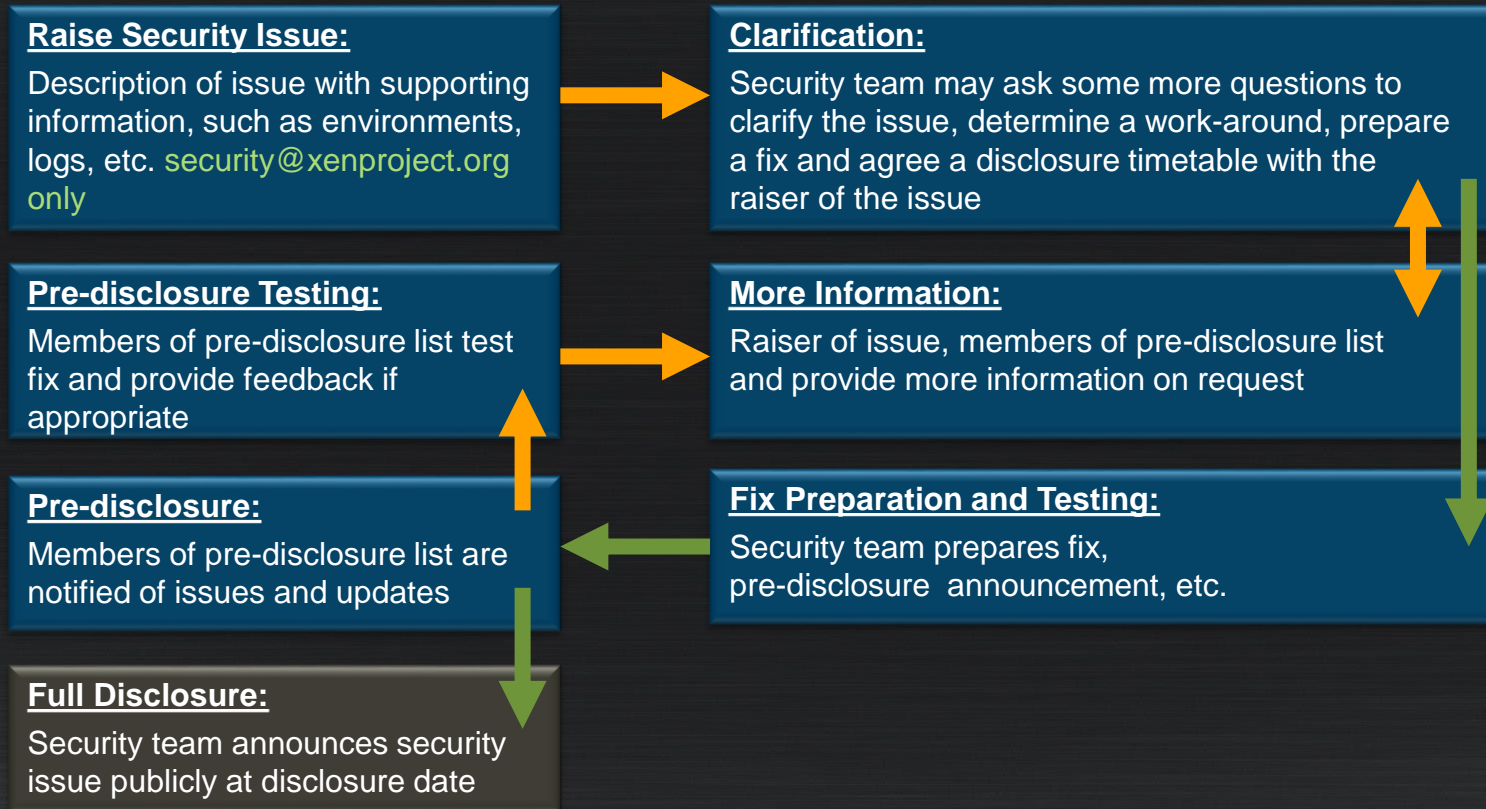 Raise Security Issue:
Description of issue with supporting
information, such as environments,
logs, etc. security@xenproject.org
only
Clarification:
Security team may ask some more questions to
clarify the issue, determine a work-around, prepare
a fix and agree a disclosure timetable with the
raiser of the issue
Pre-disclosure Testing:
Members of pre-disclosure list test
fix and provide feedback if
appropriate
More Information:
Raiser of issue, members of pre-disclosure list
and provide more information on request
Pre-disclosure:
Members of pre-disclosure list are
notified of issues and updates
Fix Preparation and Testing:
Security team prepares fix,
pre-disclosure announcement, etc.
Full Disclosure:
Security team announces security
issue publicly at disclosure date